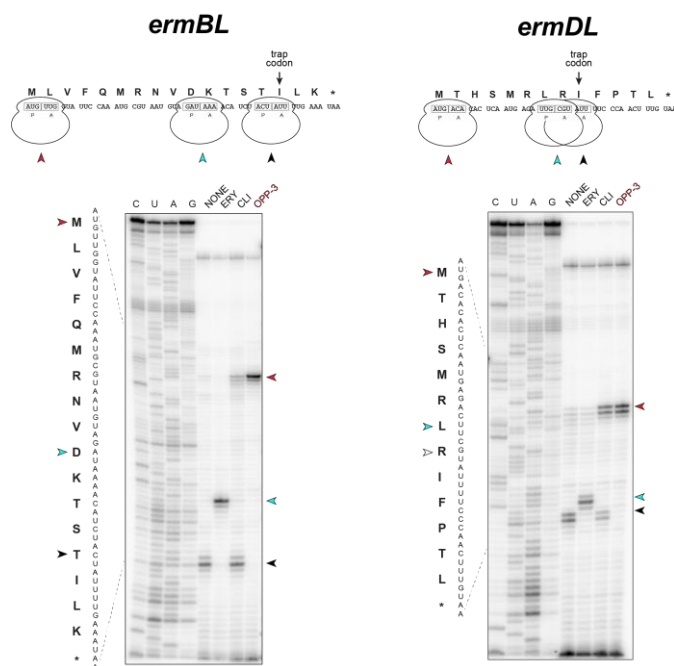 ermBL
trap
codon
M L V F Q M R N V D K T S T I L K *
AUG UUG GUA UUC CAA AUG CGU AAU GUA GAU AAA ACA UCU ACU AUU UUG AAA UAA
P A P A P A
C U A G NONE ERY CLI OPP-3
M L V F Q M R N V D K T S T I L K *
AUGUUGGUAUUCCAAAUGCGUAAUGUAGAUAAAACAUCUACUAUUUUGAAAUAA
ermDL
trap
codon
M T H S M R L R I F P T L *
AUG ACA CAC UCA AUG AGA UUG CGU AUU UUC CCA ACU UUG UAA
P A P A
C U A G NONE ERY CLI OPP-3
M T H S M R L R I F P T L *